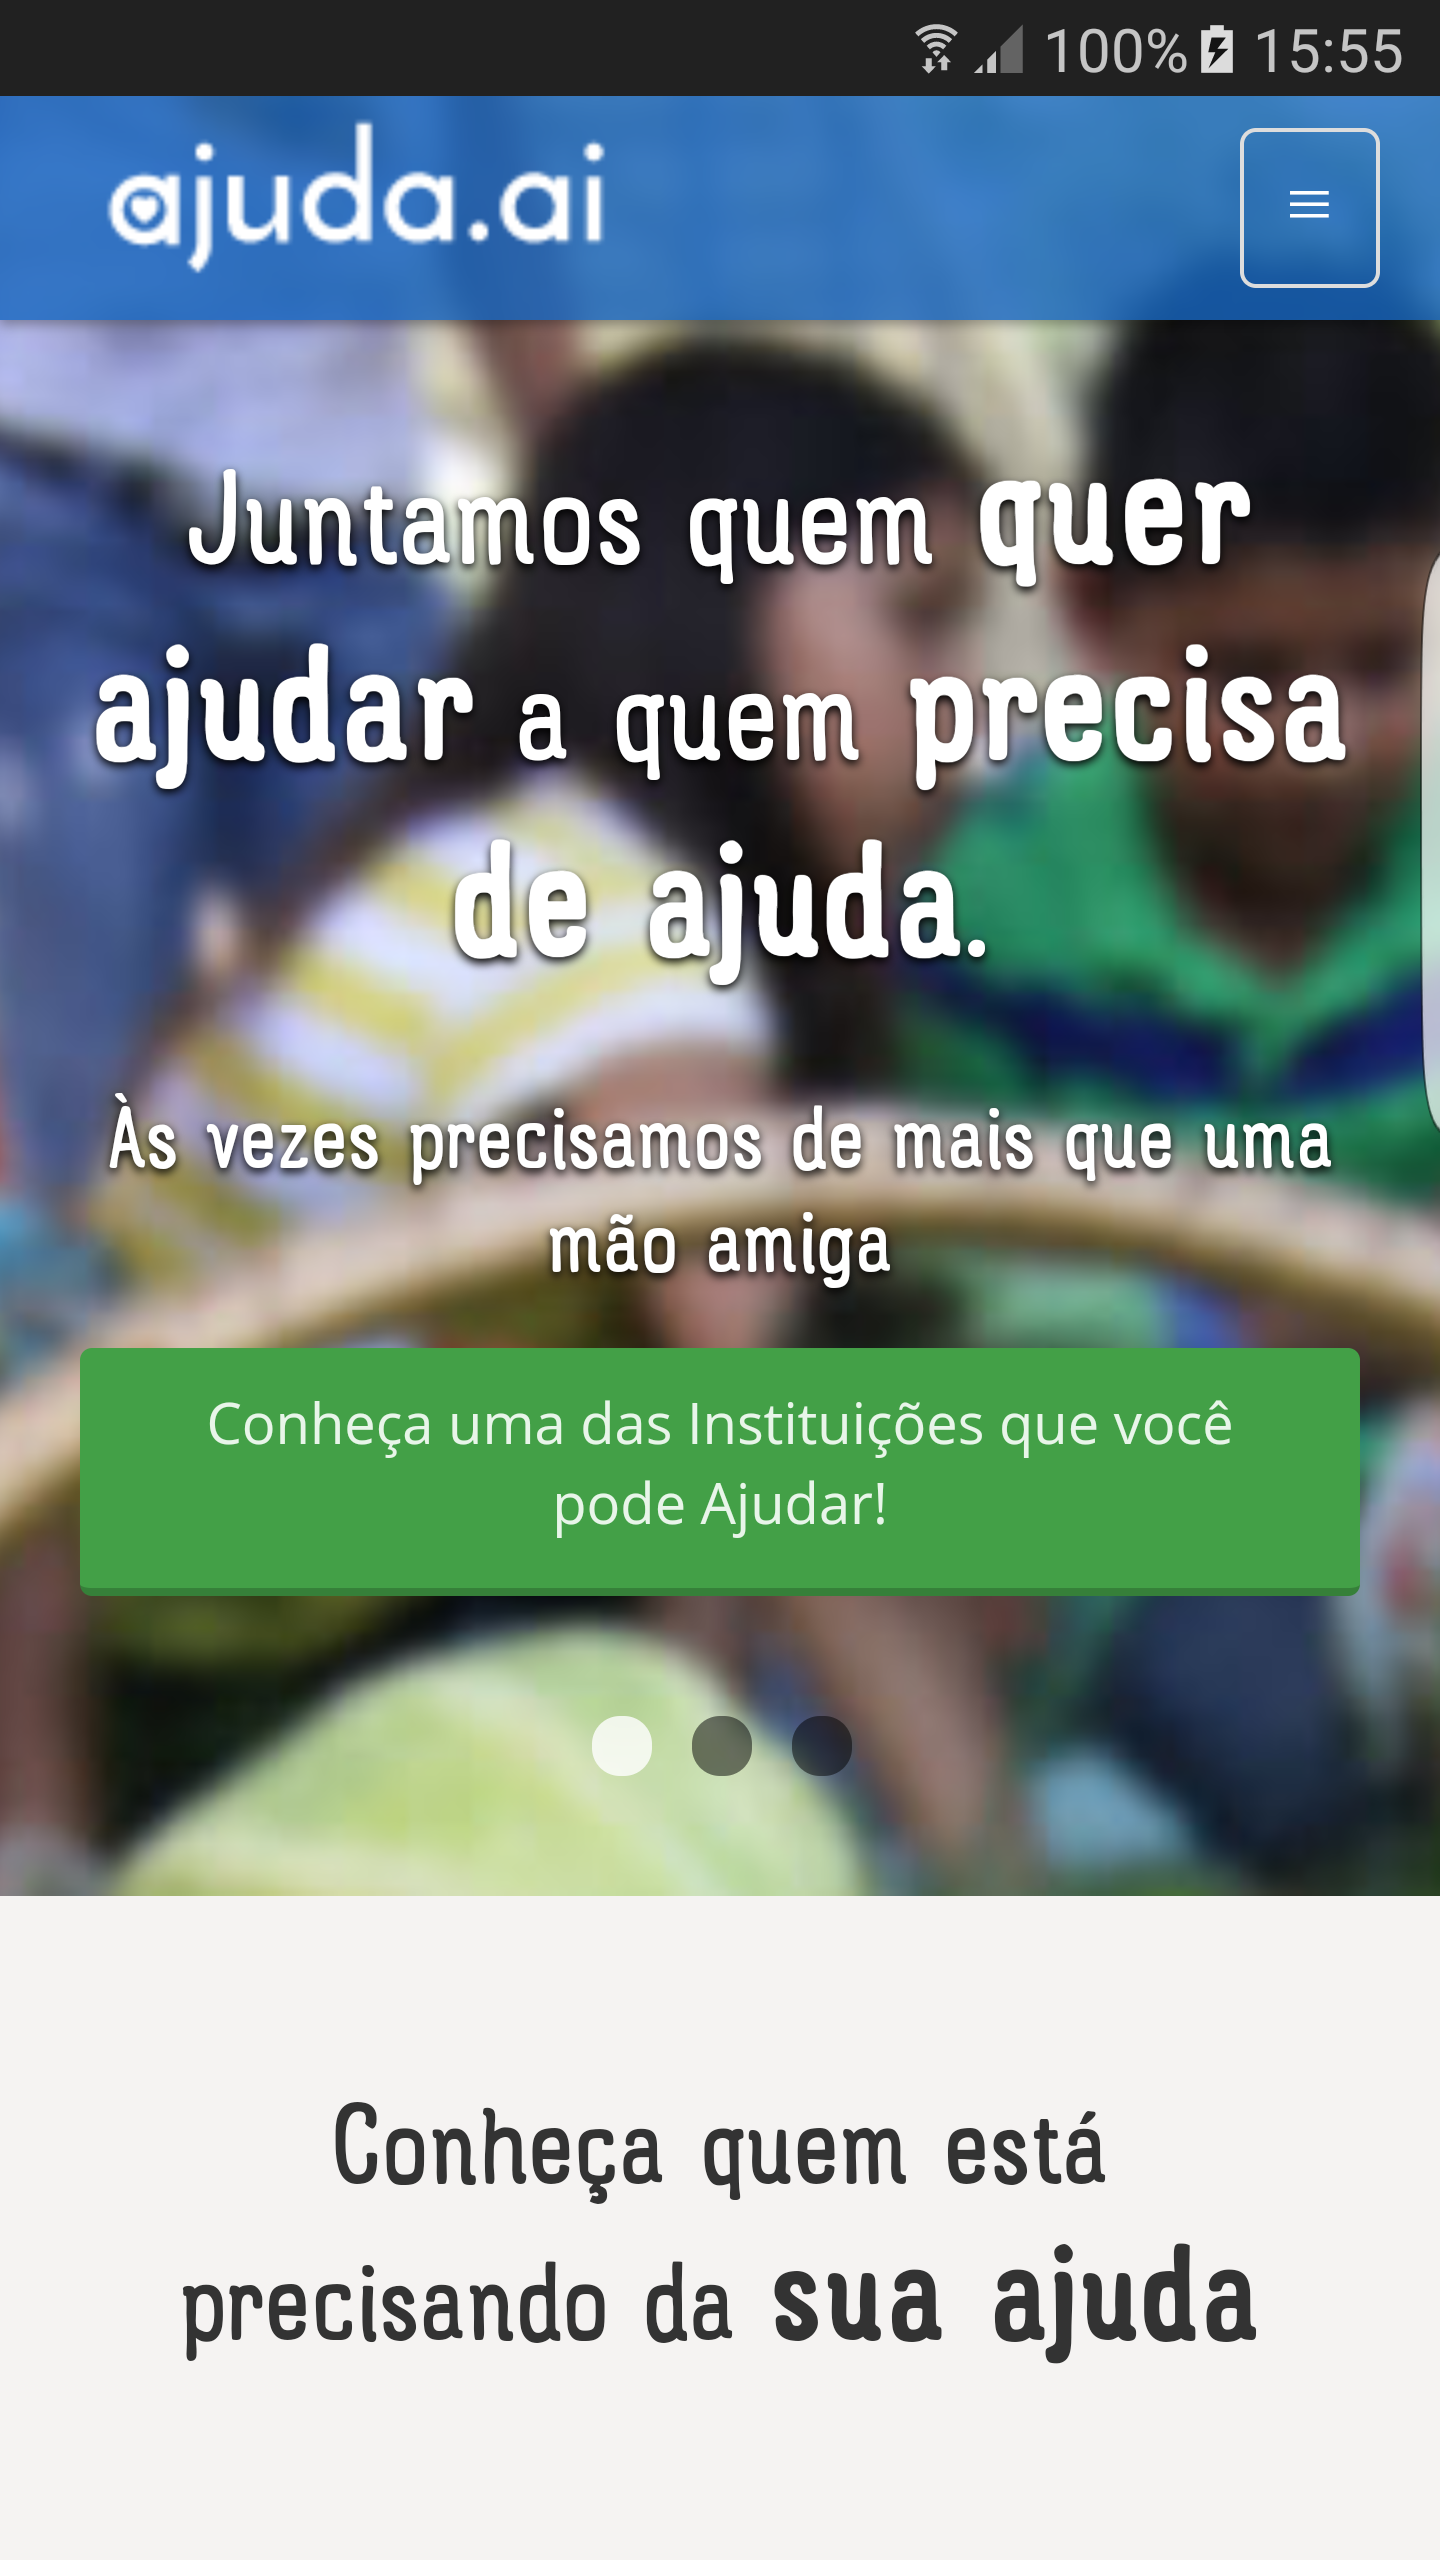 100% 15:55
ajuda.ai
Juntamos quem quer
ajudar a quem precisa
de ajuda.
Às vezes precisamos de mais que uma
mão amiga
Conheça uma das Instituições que você
pode Ajudar!
Conheça quem está
precisando da sua ajuda